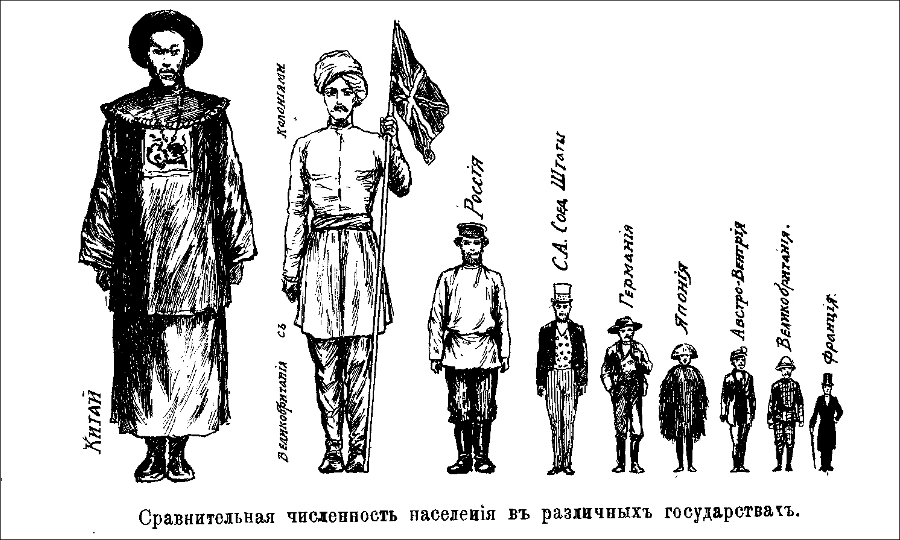 Китай
Великобританія съ колоніями
Россія
С.А. Соед. Штаты
Германія
Японія
Австро-Венгрія
Великобританія.
Франція.
Сравнительная численность населенія въ различныхъ государствахъ.